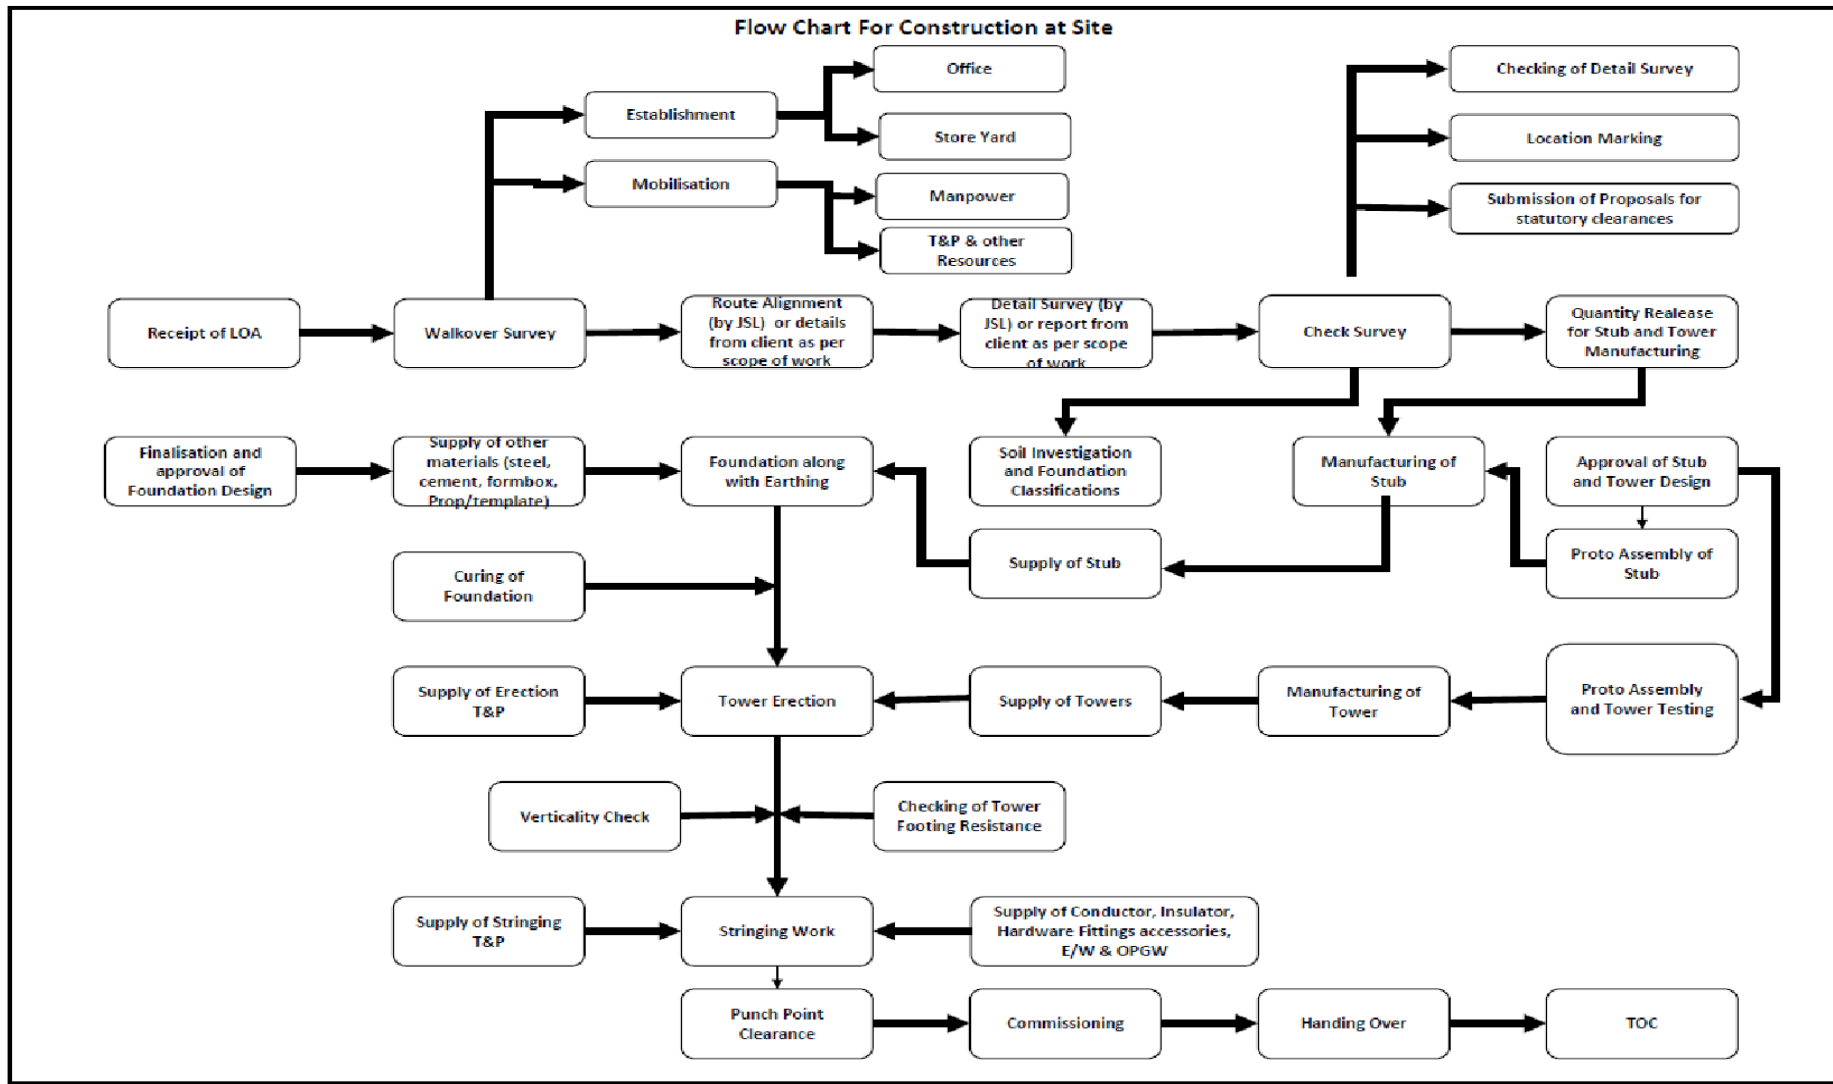 Flow Chart For Construction at Site
Office
Checking of Detail Survey
Establishment
Store Yard
Location Marking
Mobilisation
Manpower
Submission of Proposals for
statutory clearances
T&P & other
Resources
Receipt of LOA
Walkover Survey
Route Alignment
(by JSL) or details
from client as per
scope of work
Detail Survey (by
JSL) or report from
client as per scope
of work
Check Survey
Quantity Realease
for Stub and Tower
Manufacturing
Finalisation and
approval of
Foundation Design
Supply of other
materials (steel,
cement, formbox,
Prop/template)
Foundation along
with Earthing
Soil Investigation
and Foundation
Classifications
Manufacturing of
Stub
Approval of Stub
and Tower Design
Curing of
Foundation
Supply of Stub
Proto Assembly of
Stub
Supply of Erection
T&P
Tower Erection
Supply of Towers
Manufacturing of
Tower
Proto Assembly
and Tower Testing
Verticality Check
Checking of Tower
Footing Resistance
Supply of Stringing
T&P
Stringing Work
Supply of Conductor, Insulator,
Hardware Fittings accessories,
E/W & OPGW
Punch Point
Clearance
Commissioning
Handing Over
TOC